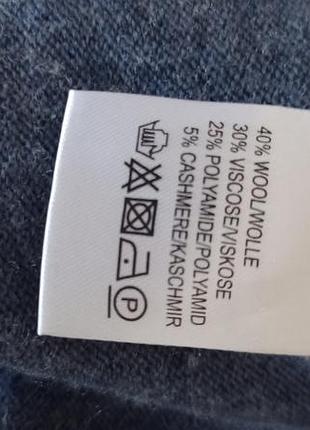 40% WOOL/WOLLE
30% VISCOSE/VISKOSE
25% POLYAMIDE/POLYAMID
5% CASHMERE/KASCHMIR
P